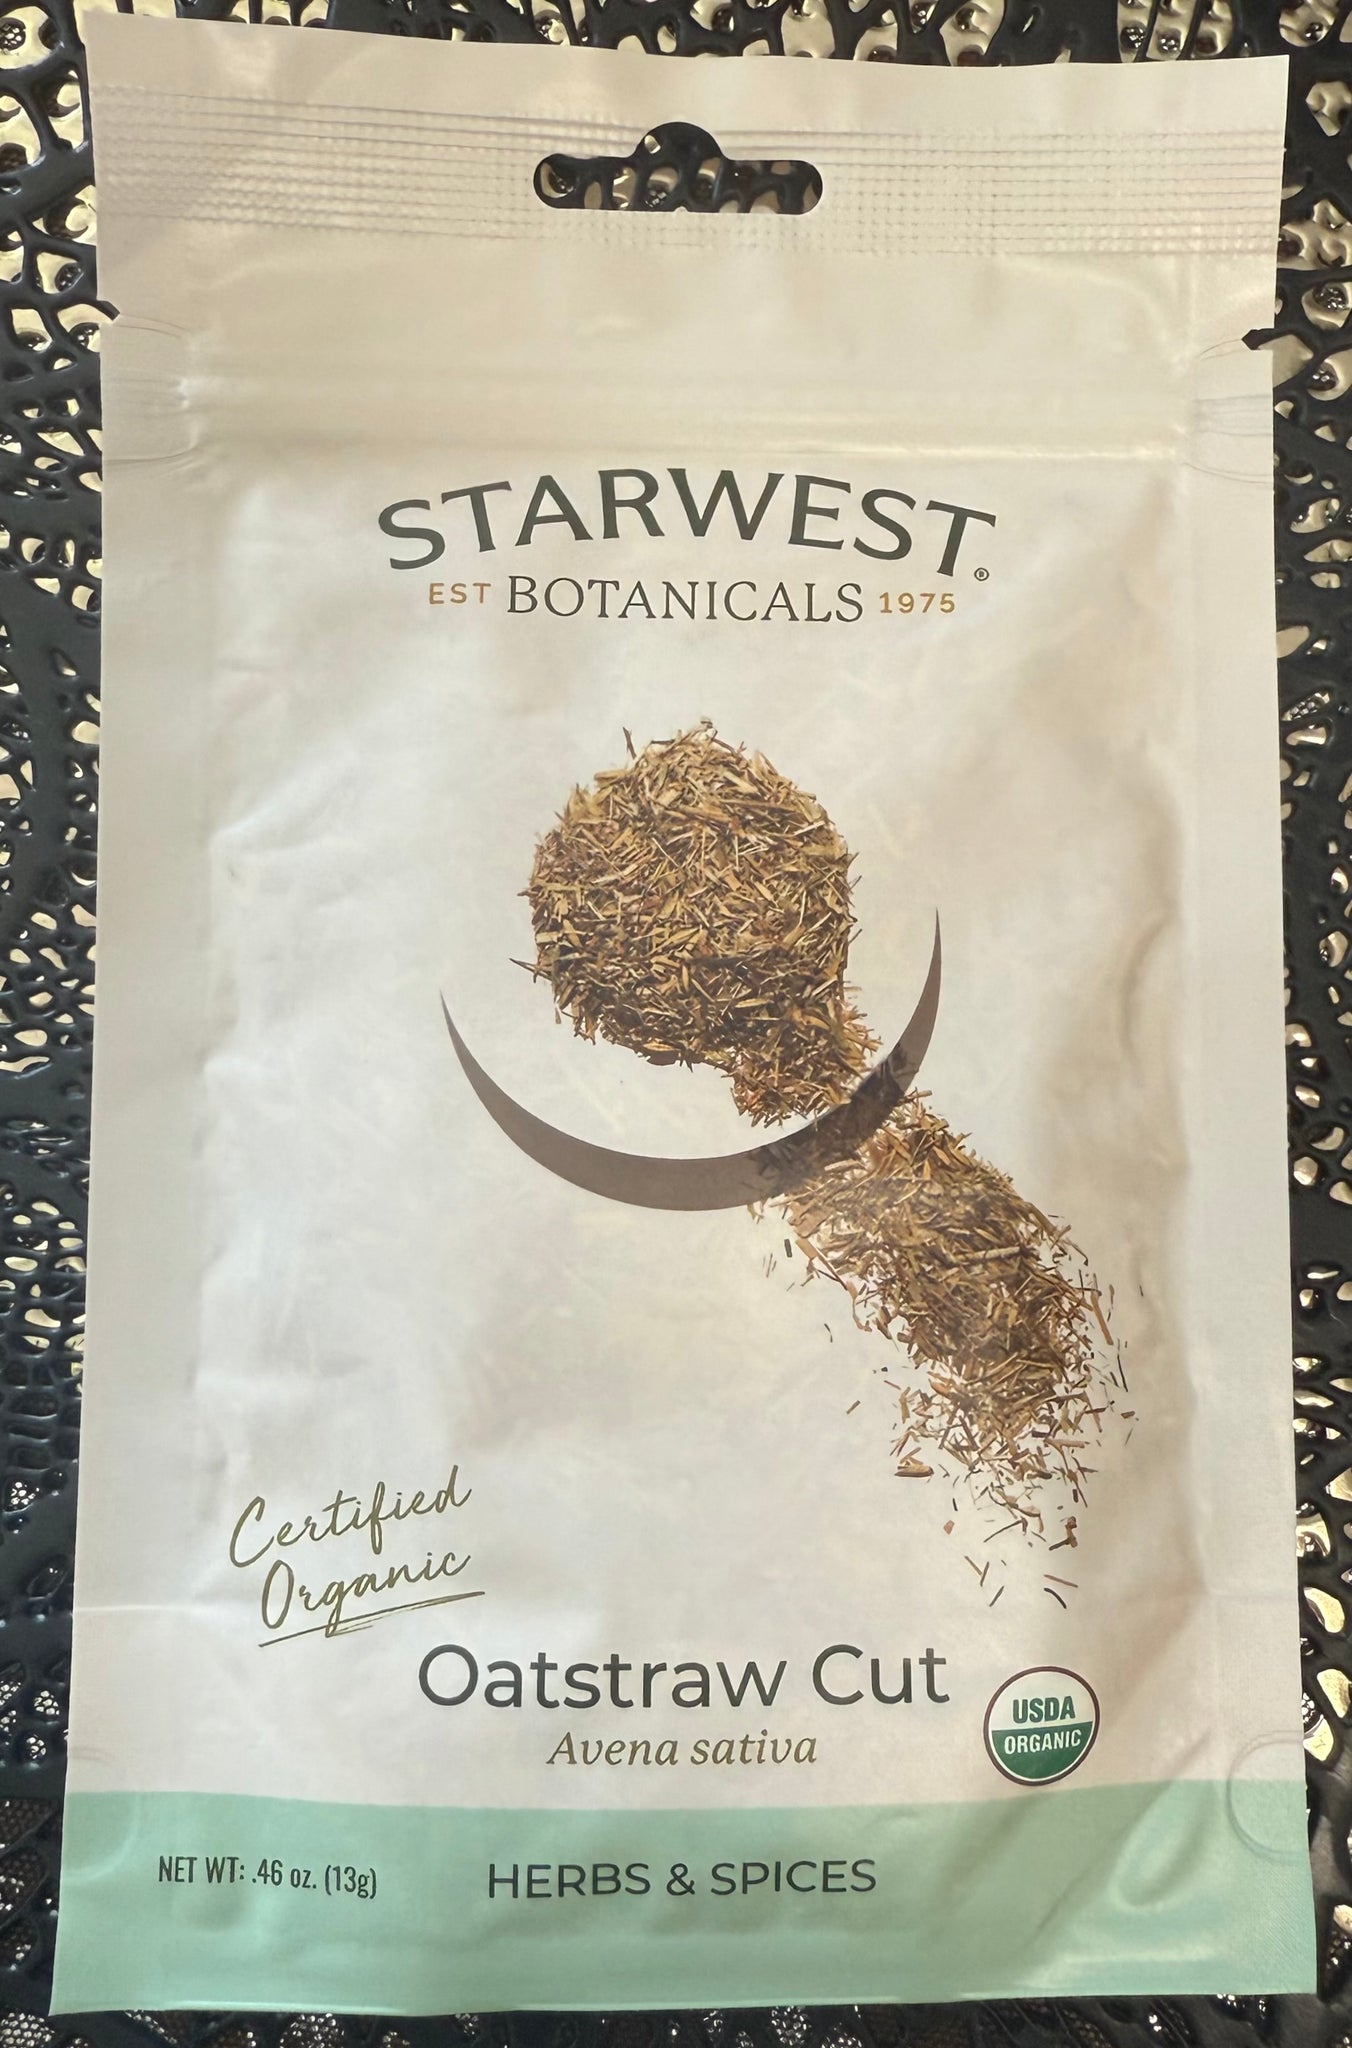 STARWEST®
EST BOTANICALS 1975
Certified
Organic
Oatstraw Cut
Avena sativa
USDA
ORGANIC
NET WT: .46 oz. (13g)
HERBS & SPICES